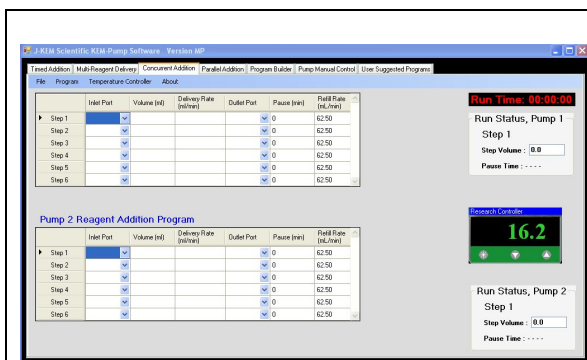 J-KEM Scientific KEM-Pump Software Version MP
Timed Addition Multi-Reagent Delivery Concurrent Addition Parallel Addition Program Builder Pump Manual Control User Suggested Programs
File Program Temperature Controller About
Inlet Port Volume (ml) Delivery Rate (ml/min) Outlet Port Pause (min) Refill Rate (mL/min)
Step 1 0 62.50
Step 2 0 62.50
Step 3 0 62.50
Step 4 0 62.50
Step 5 0 62.50
Step 6 0 62.50
Run Time: 00:00:00
Run Status, Pump 1
Step 1
Step Volume : 0.0
Pause Time : - - - -
Pump 2 Reagent Addition Program
Inlet Port Volume (ml) Delivery Rate (ml/min) Outlet Port Pause (min) Refill Rate (mL/min)
Step 1 0 62.50
Step 2 0 62.50
Step 3 0 62.50
Step 4 0 62.50
Step 5 0 62.50
Step 6 0 62.50
Research Controller
16.2
Run Status, Pump 2
Step 1
Step Volume : 0.0
Pause Time : - - - -